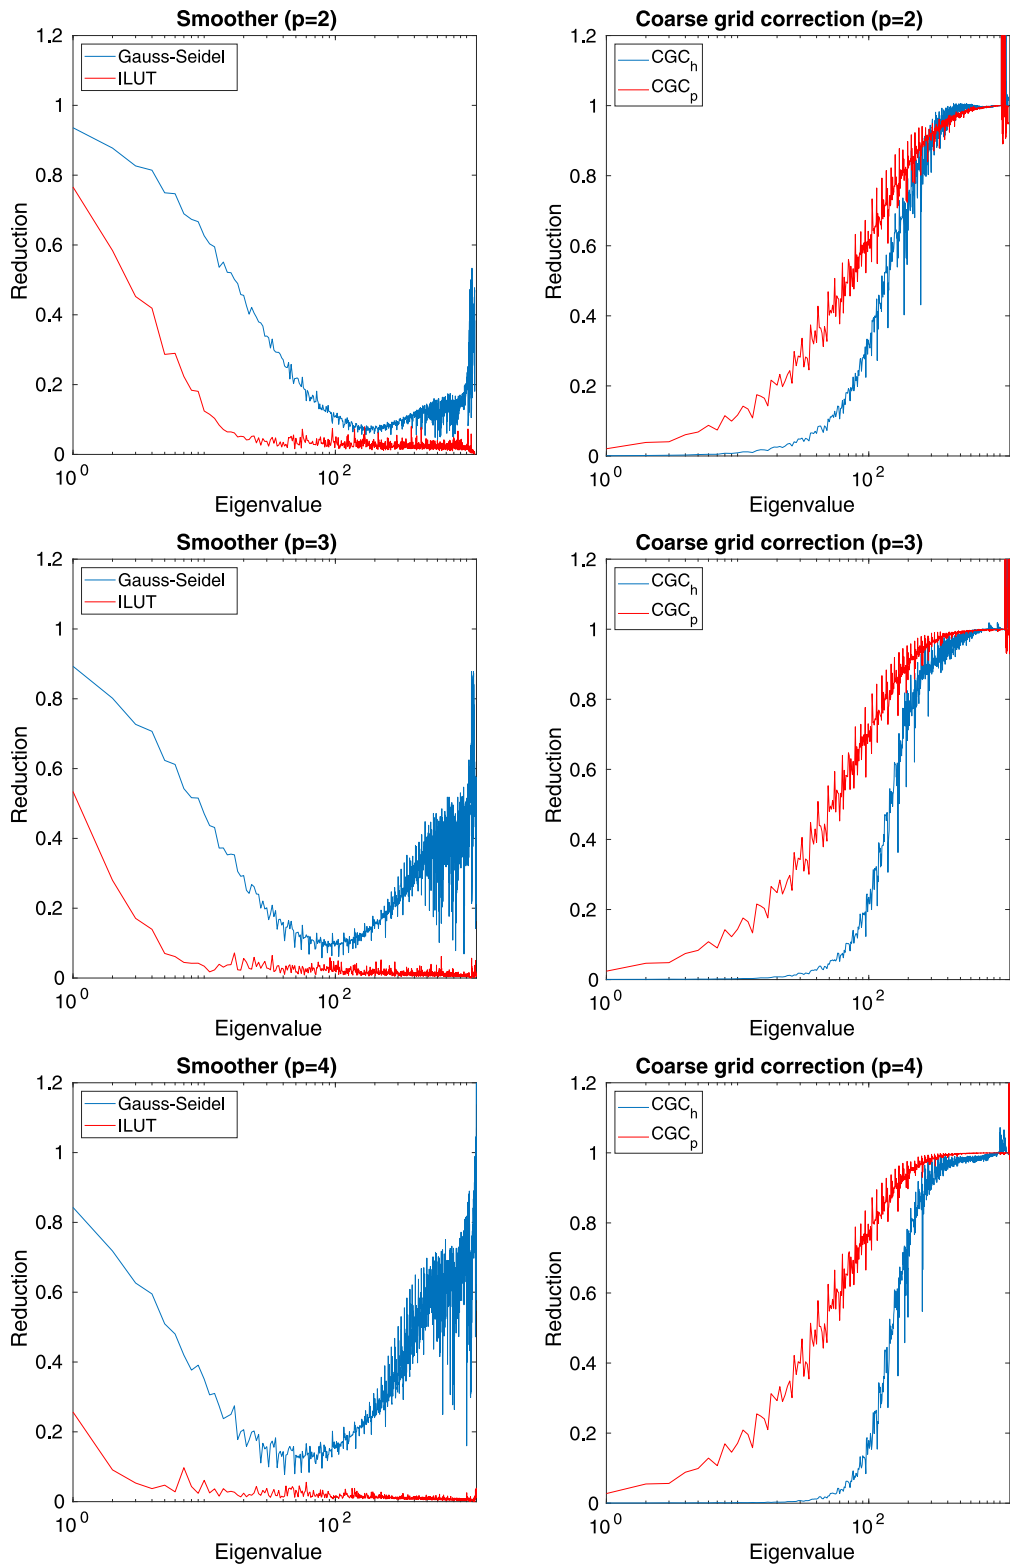 Smoother (p=2)
1.2
1
0.8
0.6
0.4
0.2
0
Reduction
Gauss-Seidel
ILUT
10^0
10^2
Eigenvalue
Coarse grid correction (p=2)
1.2
1
0.8
0.6
0.4
0.2
0
Reduction
CGC_h
CGC_p
10^0
10^2
Eigenvalue
Smoother (p=3)
1.2
1
0.8
0.6
0.4
0.2
0
Reduction
Gauss-Seidel
ILUT
10^0
10^2
Eigenvalue
Coarse grid correction (p=3)
1.2
1
0.8
0.6
0.4
0.2
0
Reduction
CGC_h
CGC_p
10^0
10^2
Eigenvalue
Smoother (p=4)
1.2
1
0.8
0.6
0.4
0.2
0
Reduction
Gauss-Seidel
ILUT
10^0
10^2
Eigenvalue
Coarse grid correction (p=4)
1.2
1
0.8
0.6
0.4
0.2
0
Reduction
CGC_h
CGC_p
10^0
10^2
Eigenvalue